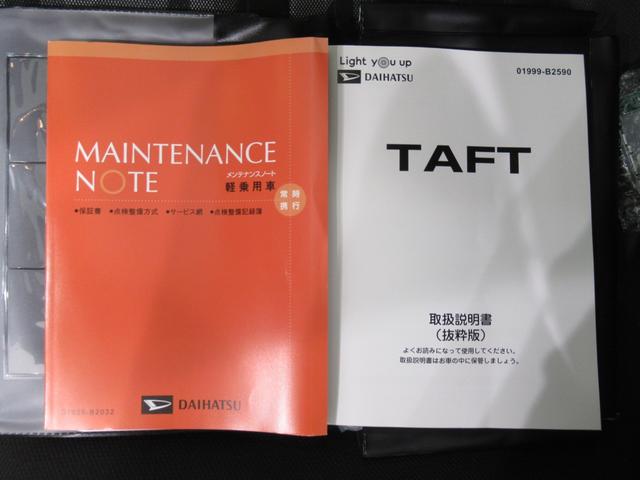 MAINTENANCE
NOTE
メンテナンスノート
軽乗用車
常時
携行
•保証書 •点検整備方式 •サービス網 •点検整備記録簿
DAIHATSU
Light you up
DAIHATSU
01999-B2590
TAFT
取扱説明書
（抜粋版）
よくお読みになって使用してください。
取扱説明書はお車の中に保管しましょう。